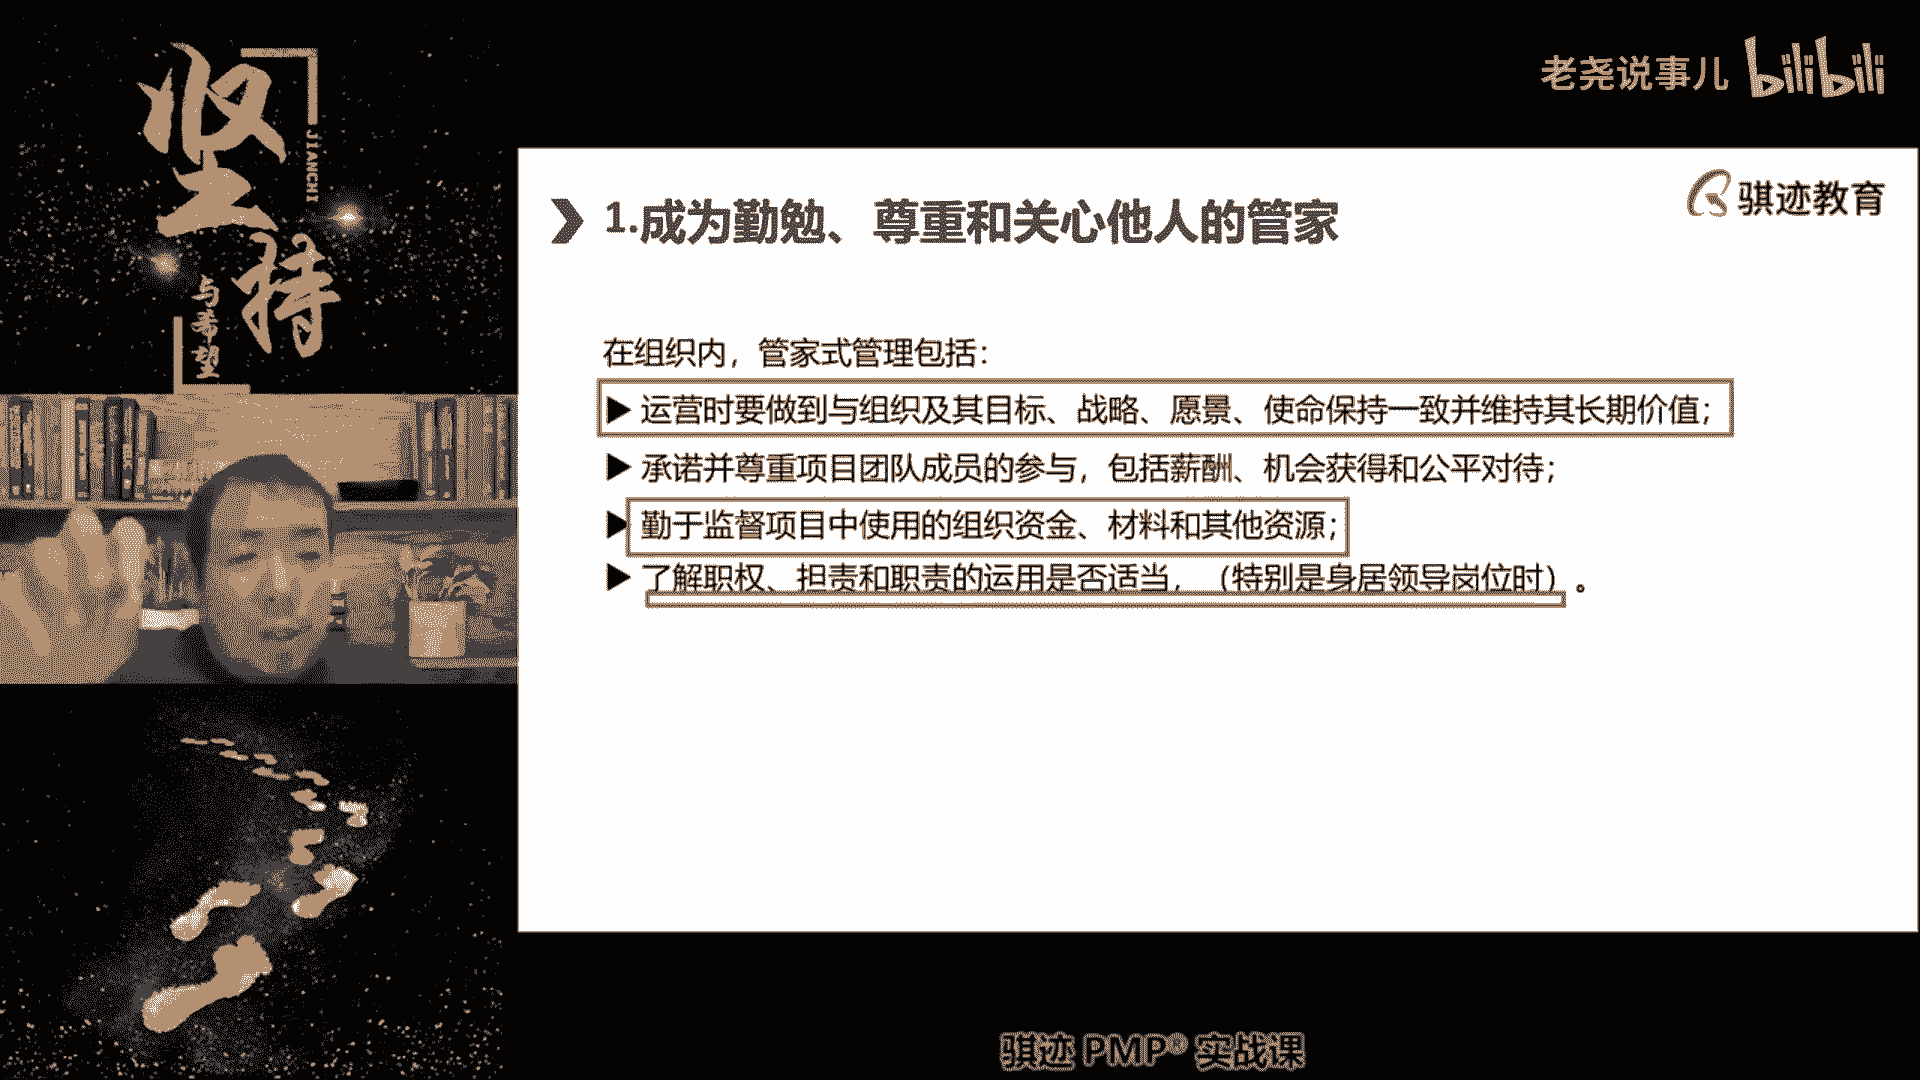 坚持
JIANCHI
与希望
老尧说事儿 bilibili
骐迹教育
1.成为勤勉、尊重和关心他人的管家
在组织内，管家式管理包括：
▶ 运营时要做到与组织及其目标、战略、愿景、使命保持一致并维持其长期价值；
▶ 承诺并尊重项目团队成员的参与，包括薪酬、机会获得和公平对待；
▶ 勤于监督项目中使用的组织资金、材料和其他资源；
▶ 了解职权、担责和职责的运用是否适当，（特别是身居领导岗位时）。
骐迹 PMP® 实战课